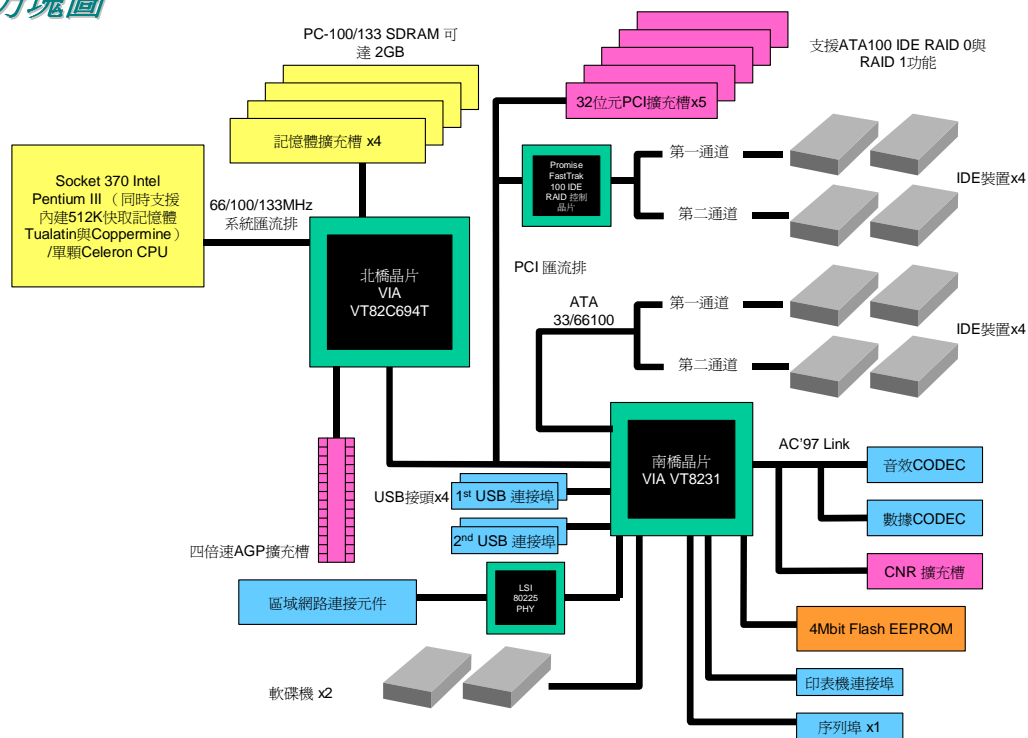 方塊圖
PC-100/133 SDRAM 可
達 2GB
支援ATA100 IDE RAID 0與
RAID 1功能
32位元PCI擴充槽x5
記憶體擴充槽 x4
Socket 370 Intel
Pentium III（同時支援
內建512K快取記憶體
Tualatin與Coppermine）
/單顆Celeron CPU
66/100/133MHz
系統匯流排
Promise
FastTrak
100 IDE
RAID 控制
晶片
第一通道
第二通道
IDE裝置x4
北橋晶片
VIA
VT82C694T
PCI 匯流排
ATA
33/66100
第一通道
第二通道
IDE裝置x4
南橋晶片
VIA VT8231
AC'97 Link
音效CODEC
數據CODEC
CNR 擴充槽
USB接頭x4
1st USB 連接埠
2nd USB 連接埠
四倍速AGP擴充槽
區域網路連接元件
LSI
80225
PHY
4Mbit Flash EEPROM
軟碟機 x2
印表機連接埠
序列埠 x1